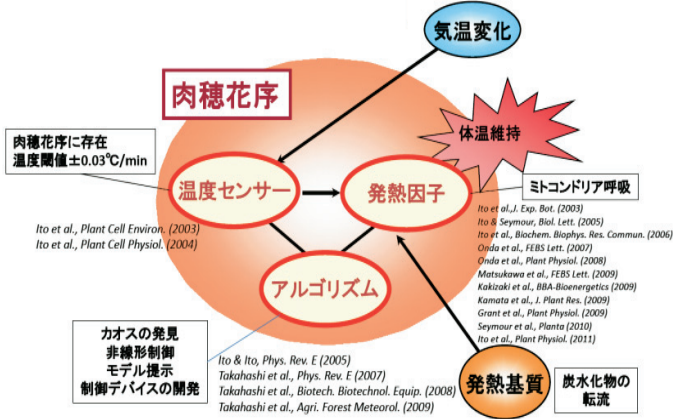 気温変化
肉穂花序
体温維持
肉穂花序に存在
温度閾値±0.03℃/min
温度センサー
発熱因子
ミトコンドリア呼吸
Ito et al., Plant Cell Environ. (2003)
Ito et al., Plant Cell Physiol. (2004)
Ito et al.,J. Exp. Bot. (2003)
Ito & Seymour, Biol. Lett. (2005)
Ito et al., Biochem. Biophys. Res. Commun. (2006)
Onda et al., FEBS Lett. (2007)
Onda et al., Plant Physiol. (2008)
Matsukawa et al., FEBS Lett. (2009)
Kakizaki et al., BBA-Bioenergetics (2009)
Kamata et al., J. Plant Res. (2009)
Grant et al., Plant Physiol. (2009)
Seymour et al., Planta (2010)
Ito et al., Plant Physiol. (2011)
アルゴリズム
カオスの発見
非線形制御
モデル提示
制御デバイスの開発
Ito & Ito, Phys. Rev. E (2005)
Takahashi et al., Phys. Rev. E (2007)
Takahashi et al., Biotech. Biotechnol. Equip. (2008)
Takahashi et al., Agri. Forest Meteorol. (2009)
発熱基質
炭水化物の
転流